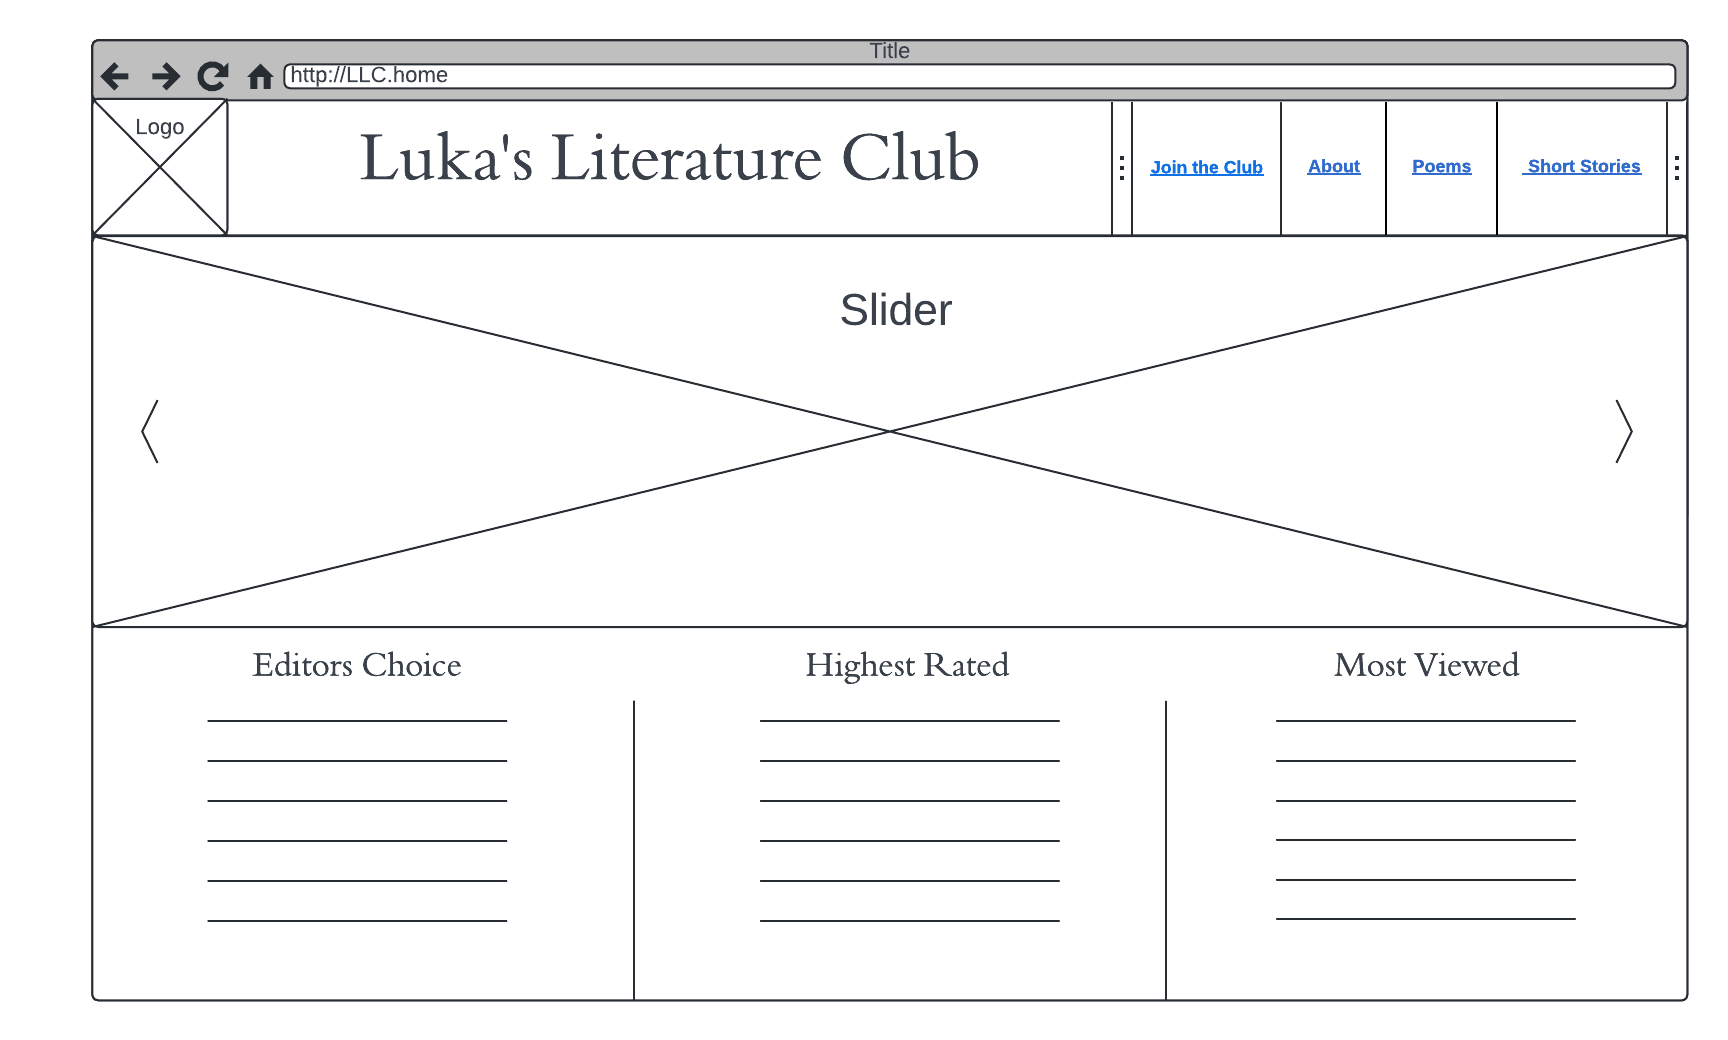 Title
http://LLC.home
Logo
Luka's Literature Club
Join the Club
About
Poems
Short Stories
Slider
Editors Choice
Highest Rated
Most Viewed